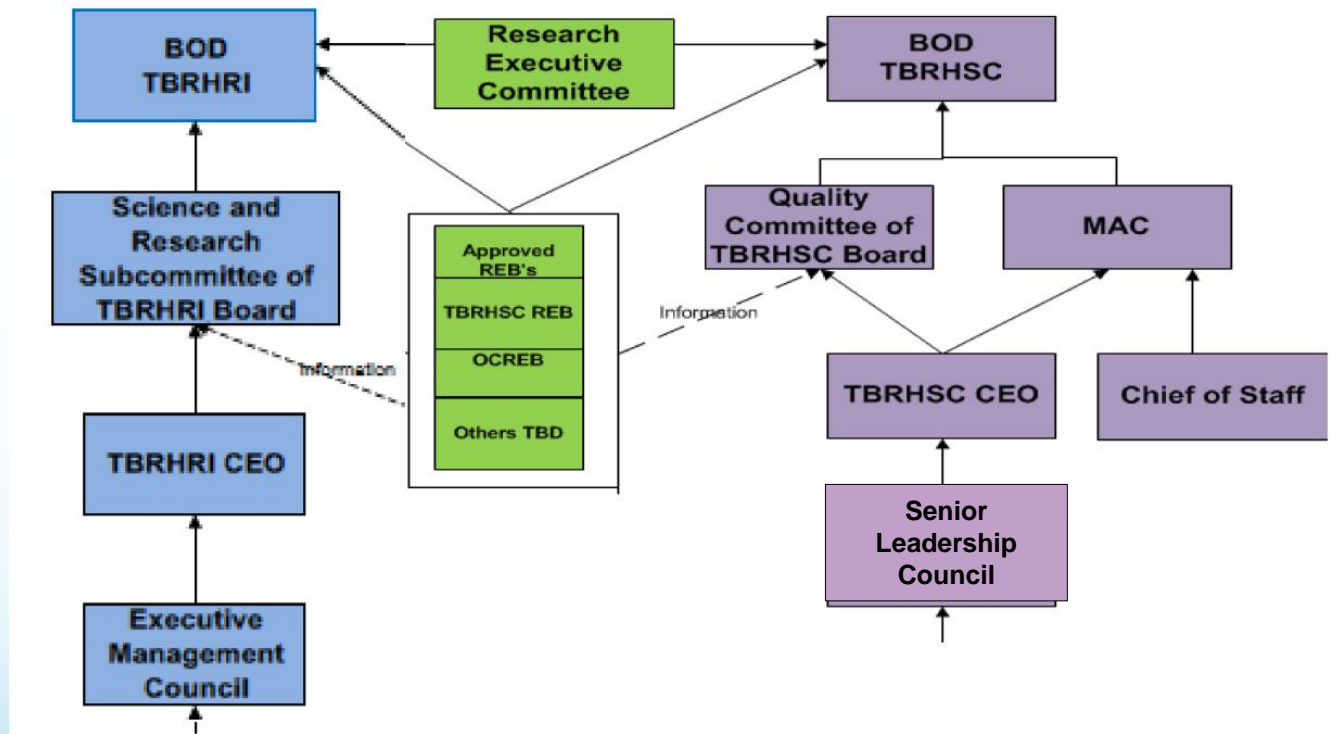 BOD
TBRHRI
Research
Executive
Committee
BOD
TBRHSC
Science and
Research
Subcommittee of
TBRHRI Board
Approved
REB's
TBRHSC REB
OCREB
Others TBD
Information
Information
Quality
Committee of
TBRHSC Board
MAC
TBRHRI CEO
TBRHSC CEO
Chief of Staff
Senior
Leadership
Council
Executive
Management
Council